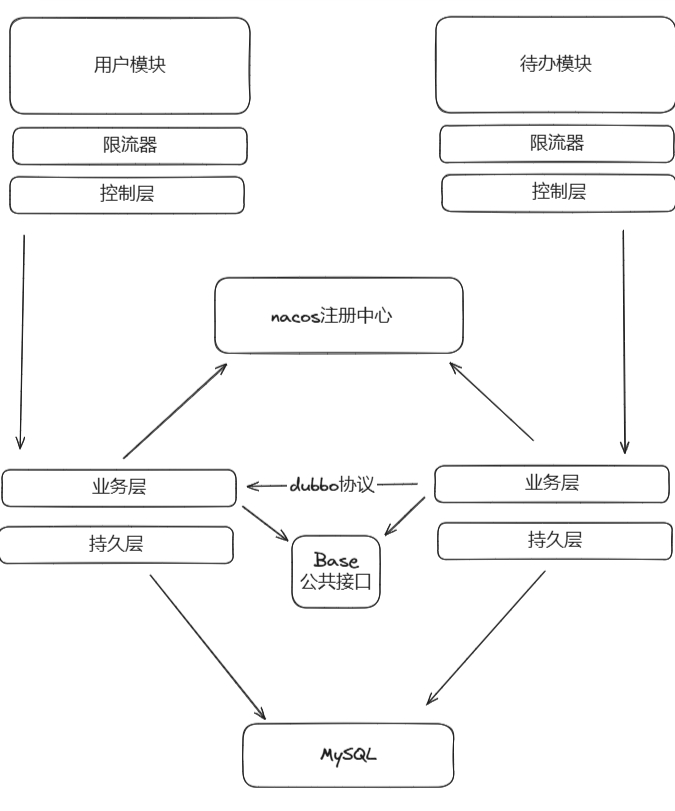 用户模块
待办模块
限流器
限流器
控制层
控制层
nacos注册中心
业务层
dubbo协议
业务层
持久层
持久层
Base
公共接口
MySQL